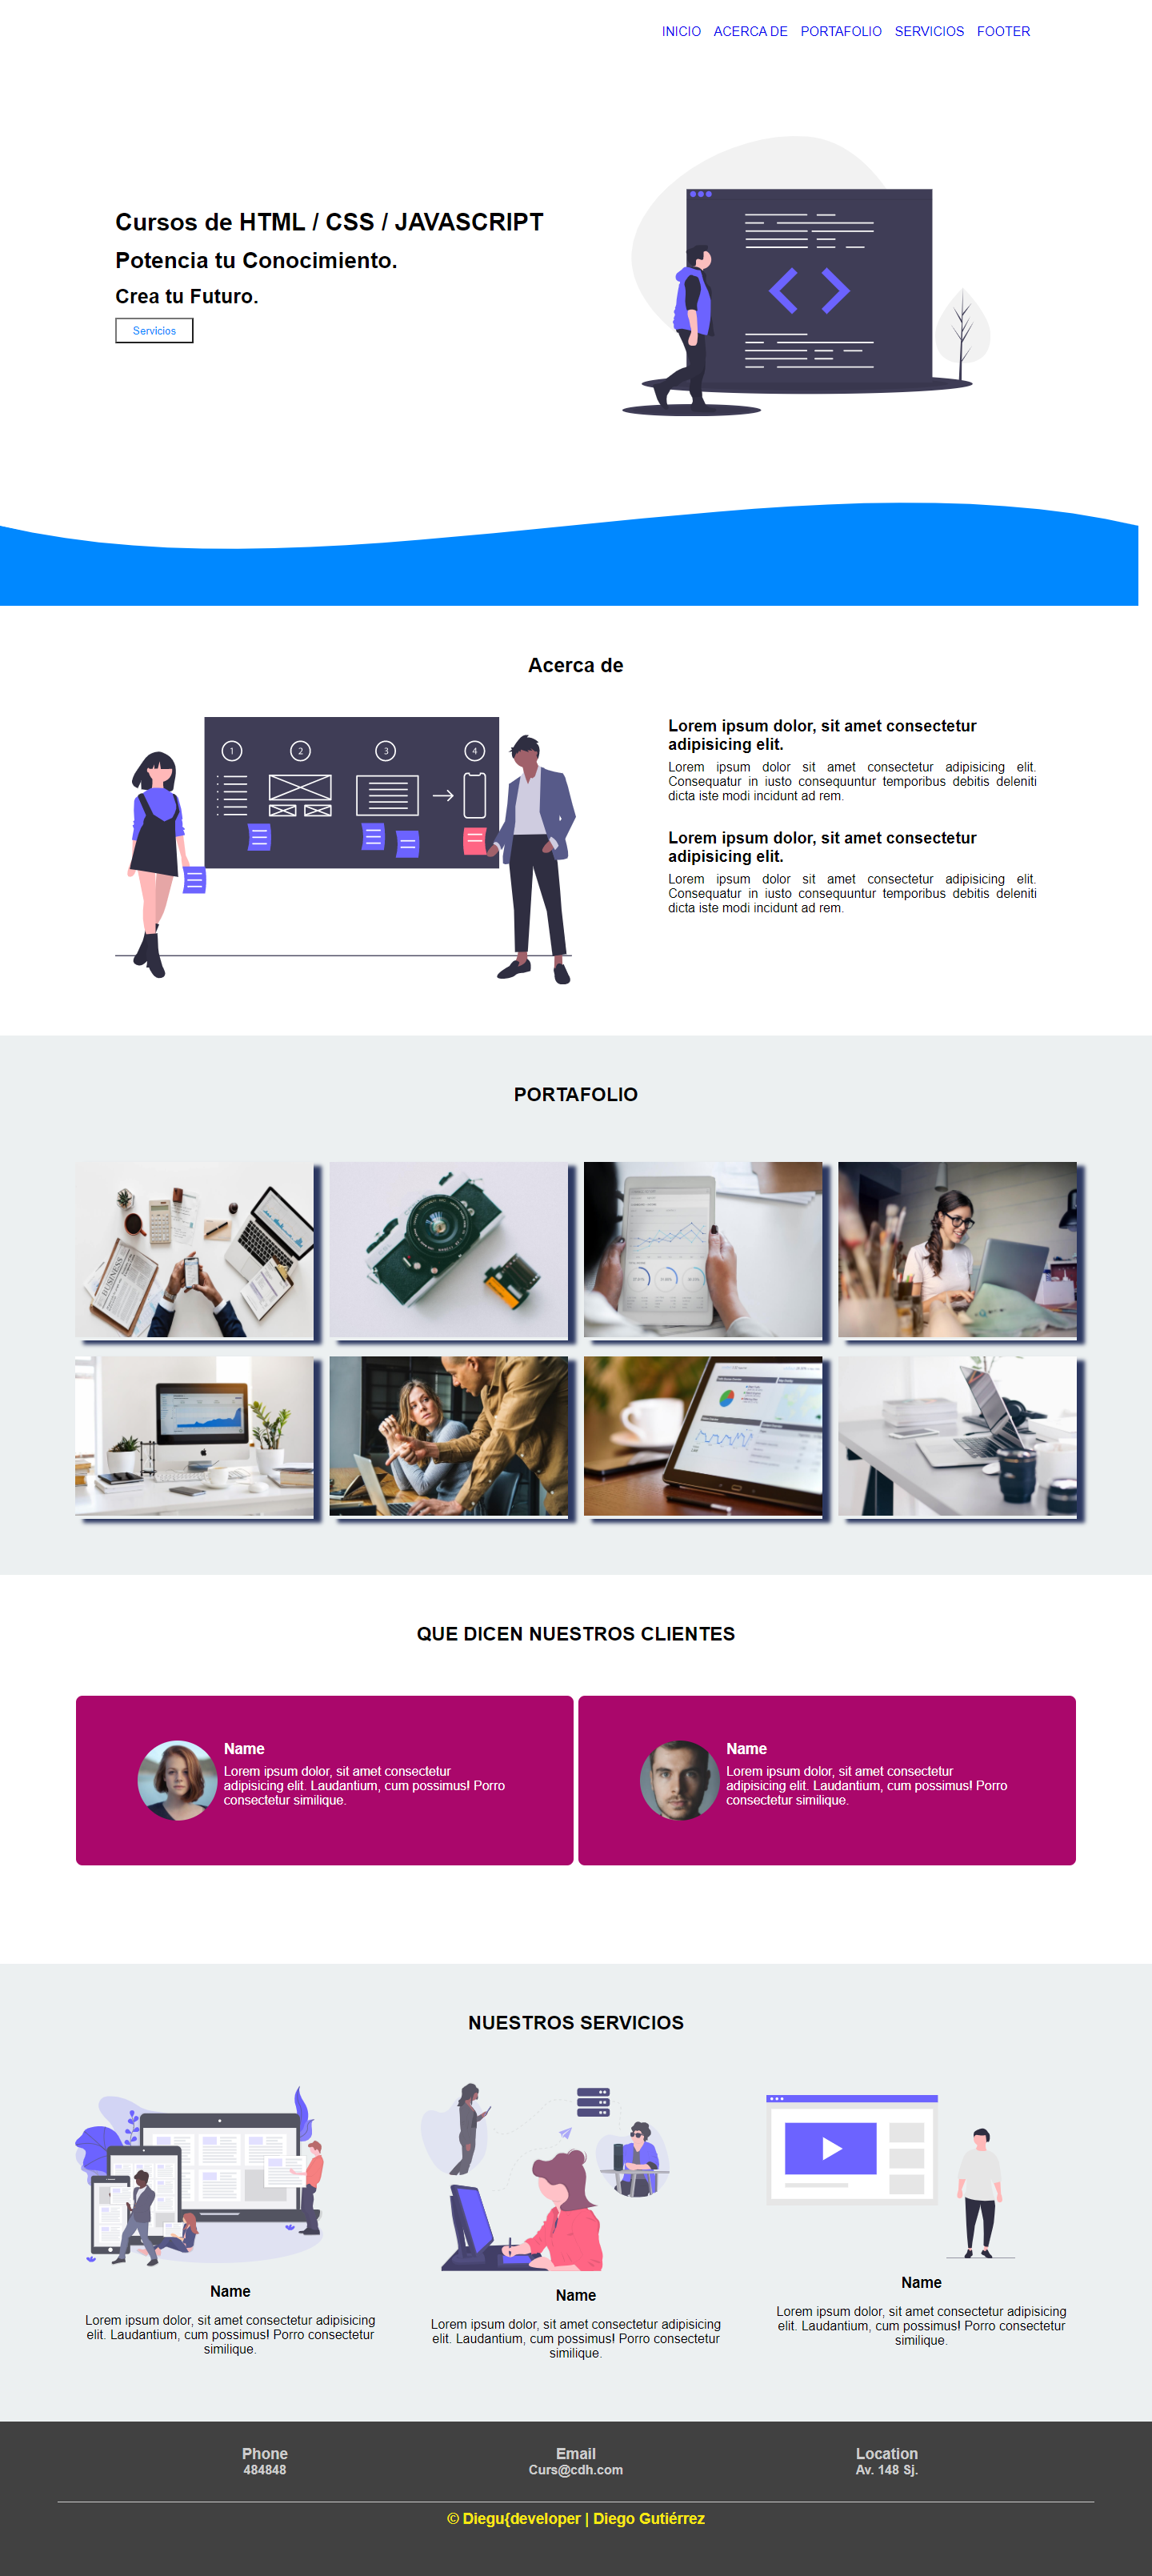 INICIO ACERCA DE PORTAFOLIO SERVICIOS FOOTER
Cursos de HTML / CSS / JAVASCRIPT
Potencia tu Conocimiento.
Crea tu Futuro.
Servicios
Acerca de
1 2 3 4
Lorem ipsum dolor, sit amet consectetur
adipisicing elit.
Lorem ipsum dolor sit amet consectetur adipisicing elit.
Consequatur in iusto consequuntur temporibus debitis deleniti
dicta iste modi incidunt ad rem.
Lorem ipsum dolor, sit amet consectetur
adipisicing elit.
Lorem ipsum dolor sit amet consectetur adipisicing elit.
Consequatur in iusto consequuntur temporibus debitis deleniti
dicta iste modi incidunt ad rem.
PORTAFOLIO
BUSINESS
QUE DICEN NUESTROS CLIENTES
Name
Lorem ipsum dolor, sit amet consectetur
adipisicing elit. Laudantium, cum possimus! Porro
consectetur similique.
Name
Lorem ipsum dolor, sit amet consectetur
adipisicing elit. Laudantium, cum possimus! Porro
consectetur similique.
NUESTROS SERVICIOS
Name
Lorem ipsum dolor, sit amet consectetur adipisicing
elit. Laudantium, cum possimus! Porro consectetur
similique.
Name
Lorem ipsum dolor, sit amet consectetur adipisicing
elit. Laudantium, cum possimus! Porro consectetur
similique.
Name
Lorem ipsum dolor, sit amet consectetur adipisicing
elit. Laudantium, cum possimus! Porro consectetur
similique.
Phone
484848
Email
Curs@cdh.com
Location
Av. 148 Sj.
© Diegu{developer | Diego Gutiérrez